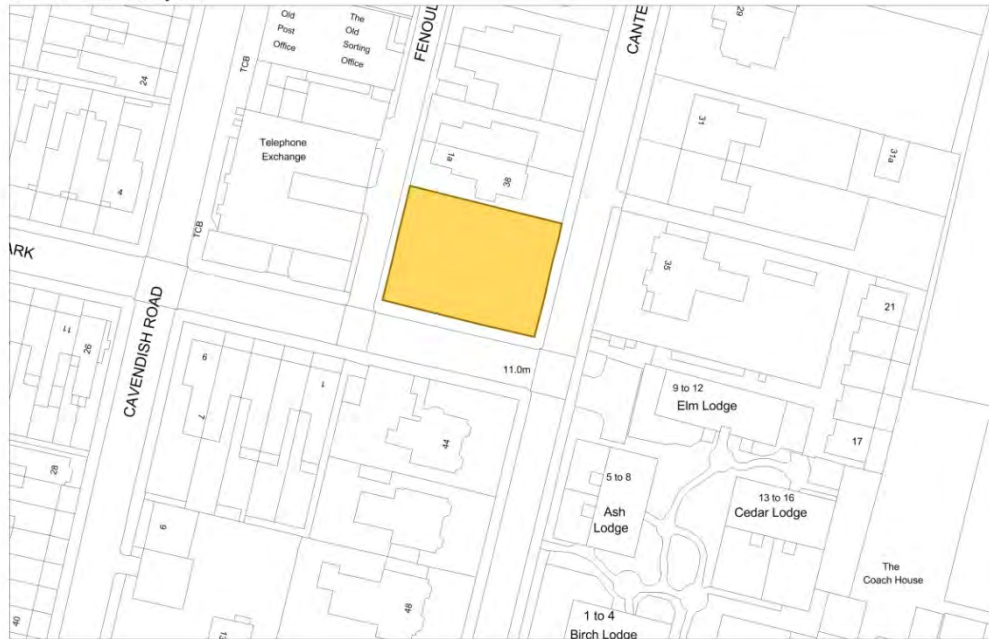 Old
Post
Office
The
Old
Sorting
Office
FENOUL
CANTE
29
24
TCB
Telephone
Exchange
31
31a
1a
38
4
TCB
ARK
35
21
CAVENDISH ROAD
11
26
9
7
1
11.0m
44
9 to 12
Elm Lodge
17
28
5 to 8
Ash
Lodge
13 to 16
Cedar Lodge
9
The
Coach House
48
40
1 to 4
Birch Lodge